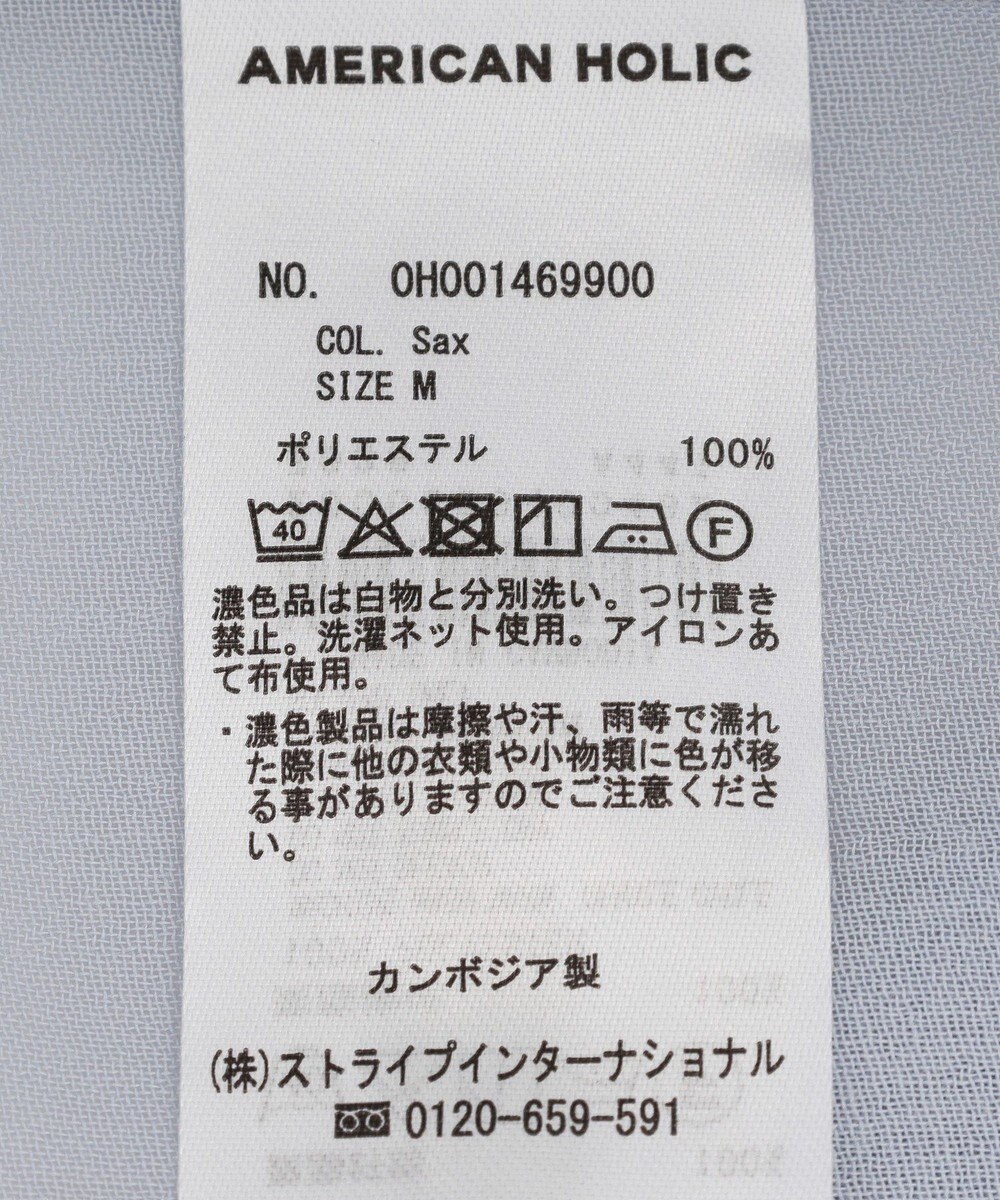 AMERICAN HOLIC
NO. 0H001469900
COL. Sax
SIZE M
ポリエステル 100%
40 F
濃色品は白物と分別洗い。つけ置き
禁止。洗濯ネット使用。アイロンあ
て布使用。
・濃色製品は摩擦や汗、雨等で濡れ
た際に他の衣類や小物類に色が移
る事がありますのでご注意くださ
い。
カンボジア製
(株)ストライプインターナショナル
0120-659-591